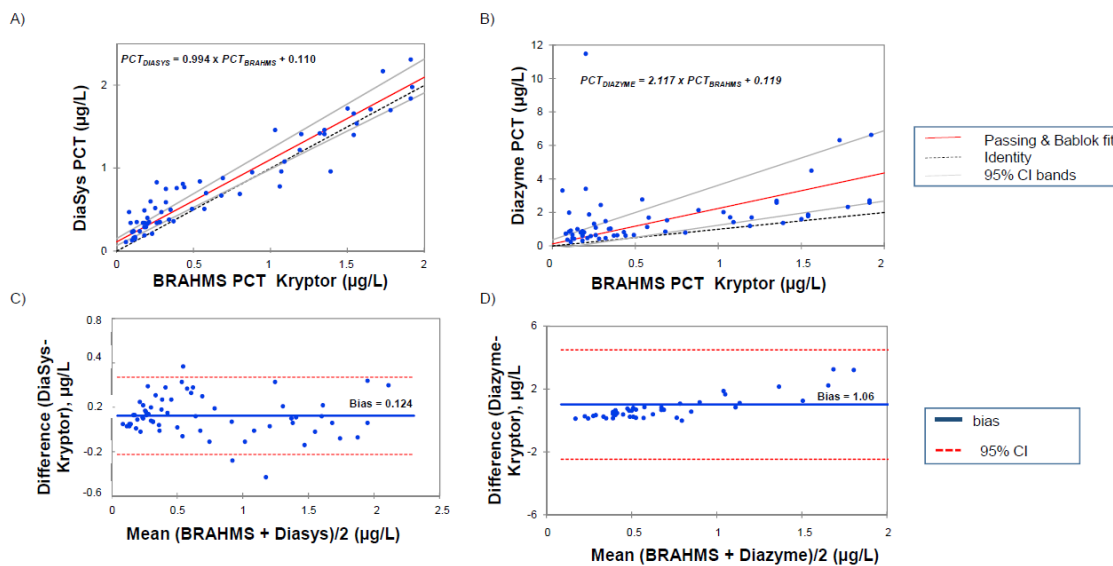 A)
PCT_DIASYS = 0.994 x PCT_BRAHMS + 0.110
DiaSys PCT (µg/L)
2
1
0
0
0.5
1
1.5
2
BRAHMS PCT Kryptor (µg/L)
B)
PCT_DIAZYME = 2.117 x PCT_BRAHMS + 0.119
Diazyme PCT (µg/L)
12
10
8
6
4
2
0
0
0.5
1
1.5
2
BRAHMS PCT Kryptor (µg/L)
Passing & Bablok fit
Identity
95% CI bands
C)
Difference (DiaSys-
Kryptor), µg/L
0.8
0.4
0.2
-0.2
-0.6
Bias = 0.124
0
0.5
1
1.5
2
2.5
Mean (BRAHMS + Diasys)/2 (µg/L)
D)
Difference (Diazyme-
Kryptor), µg/L
6
2
-2
-6
Bias = 1.06
0
0.5
1
1.5
2
Mean (BRAHMS + Diazyme)/2 (µg/L)
bias
95% CI